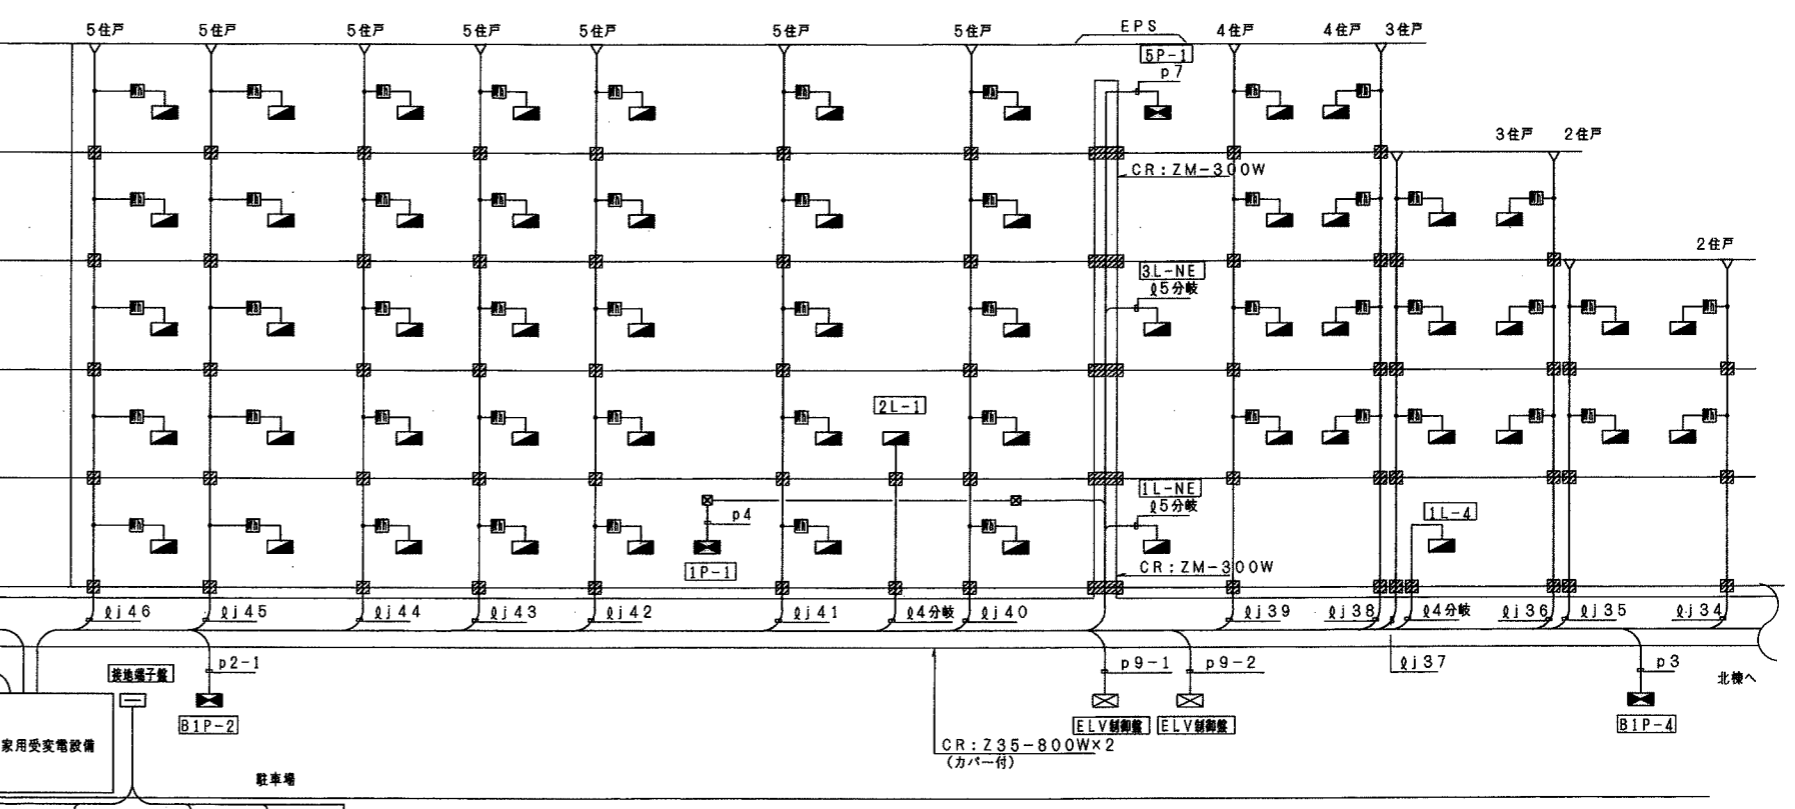 5住戸
5住戸
5住戸
5住戸
5住戸
5住戸
5住戸
EPS
4住戸
4住戸
3住戸
5P-1
p7
3住戸
2住戸
CR:ZM-300W
2住戸
3L-NE
ℓ5分岐
2L-1
1L-NE
ℓ5分岐
p4
1L-4
1P-1
CR:ZM-300W
ℓj46
ℓj45
ℓj44
ℓj43
ℓj42
ℓj41
ℓ4分岐
ℓj40
ℓj39
ℓj38
ℓ4分岐
ℓj36
ℓj35
ℓj34
接地端子盤
p2-1
p9-1
p9-2
ℓj37
p3
北棟へ
B1P-2
ELV制御盤
ELV制御盤
B1P-4
家用受変電設備
CR:Z35-800W×2
(カバー付)
駐車場